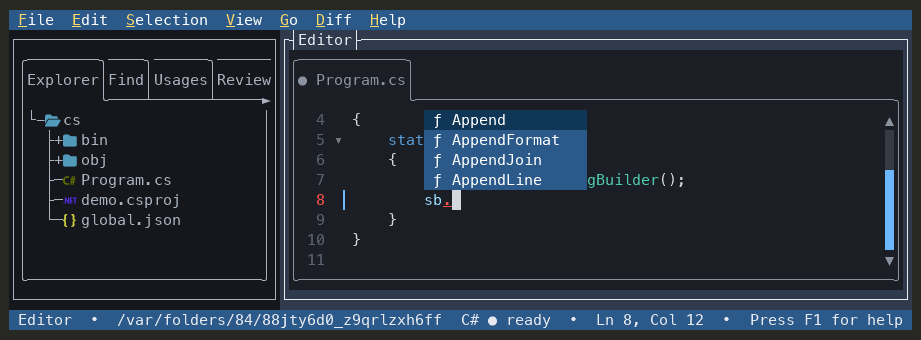 File Edit Selection View Go Diff Help
Editor
Explorer Find Usages Review
● Program.cs
cs
bin
obj
C# Program.cs
.NET demo.csproj
{} global.json
4 {
5 ▾ stat
6 {
7 gBuilder();
8 sb.
9 }
10 }
11
ƒ Append
ƒ AppendFormat
ƒ AppendJoin
ƒ AppendLine
Editor • /var/folders/84/88jty6d0_z9qrlzxh6ff C# ● ready • Ln 8, Col 12 • Press F1 for help